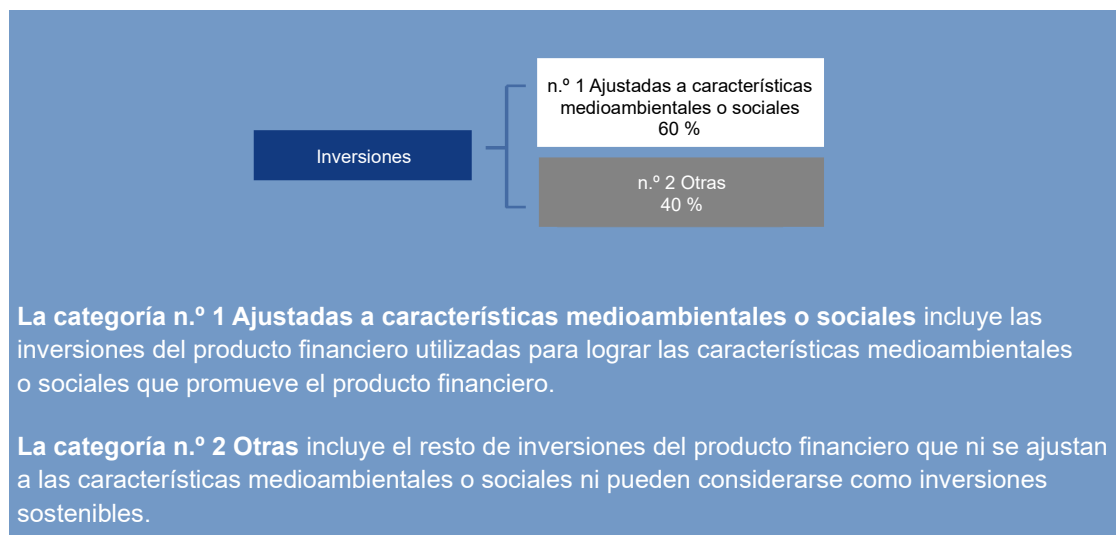 n.º 1 Ajustadas a características
medioambientales o sociales
60 %
Inversiones
n.º 2 Otras
40 %
La categoría n.º 1 Ajustadas a características medioambientales o sociales incluye las
inversiones del producto financiero utilizadas para lograr las características medioambientales
o sociales que promueve el producto financiero.
La categoría n.º 2 Otras incluye el resto de inversiones del producto financiero que ni se ajustan
a las características medioambientales o sociales ni pueden considerarse como inversiones
sostenibles.